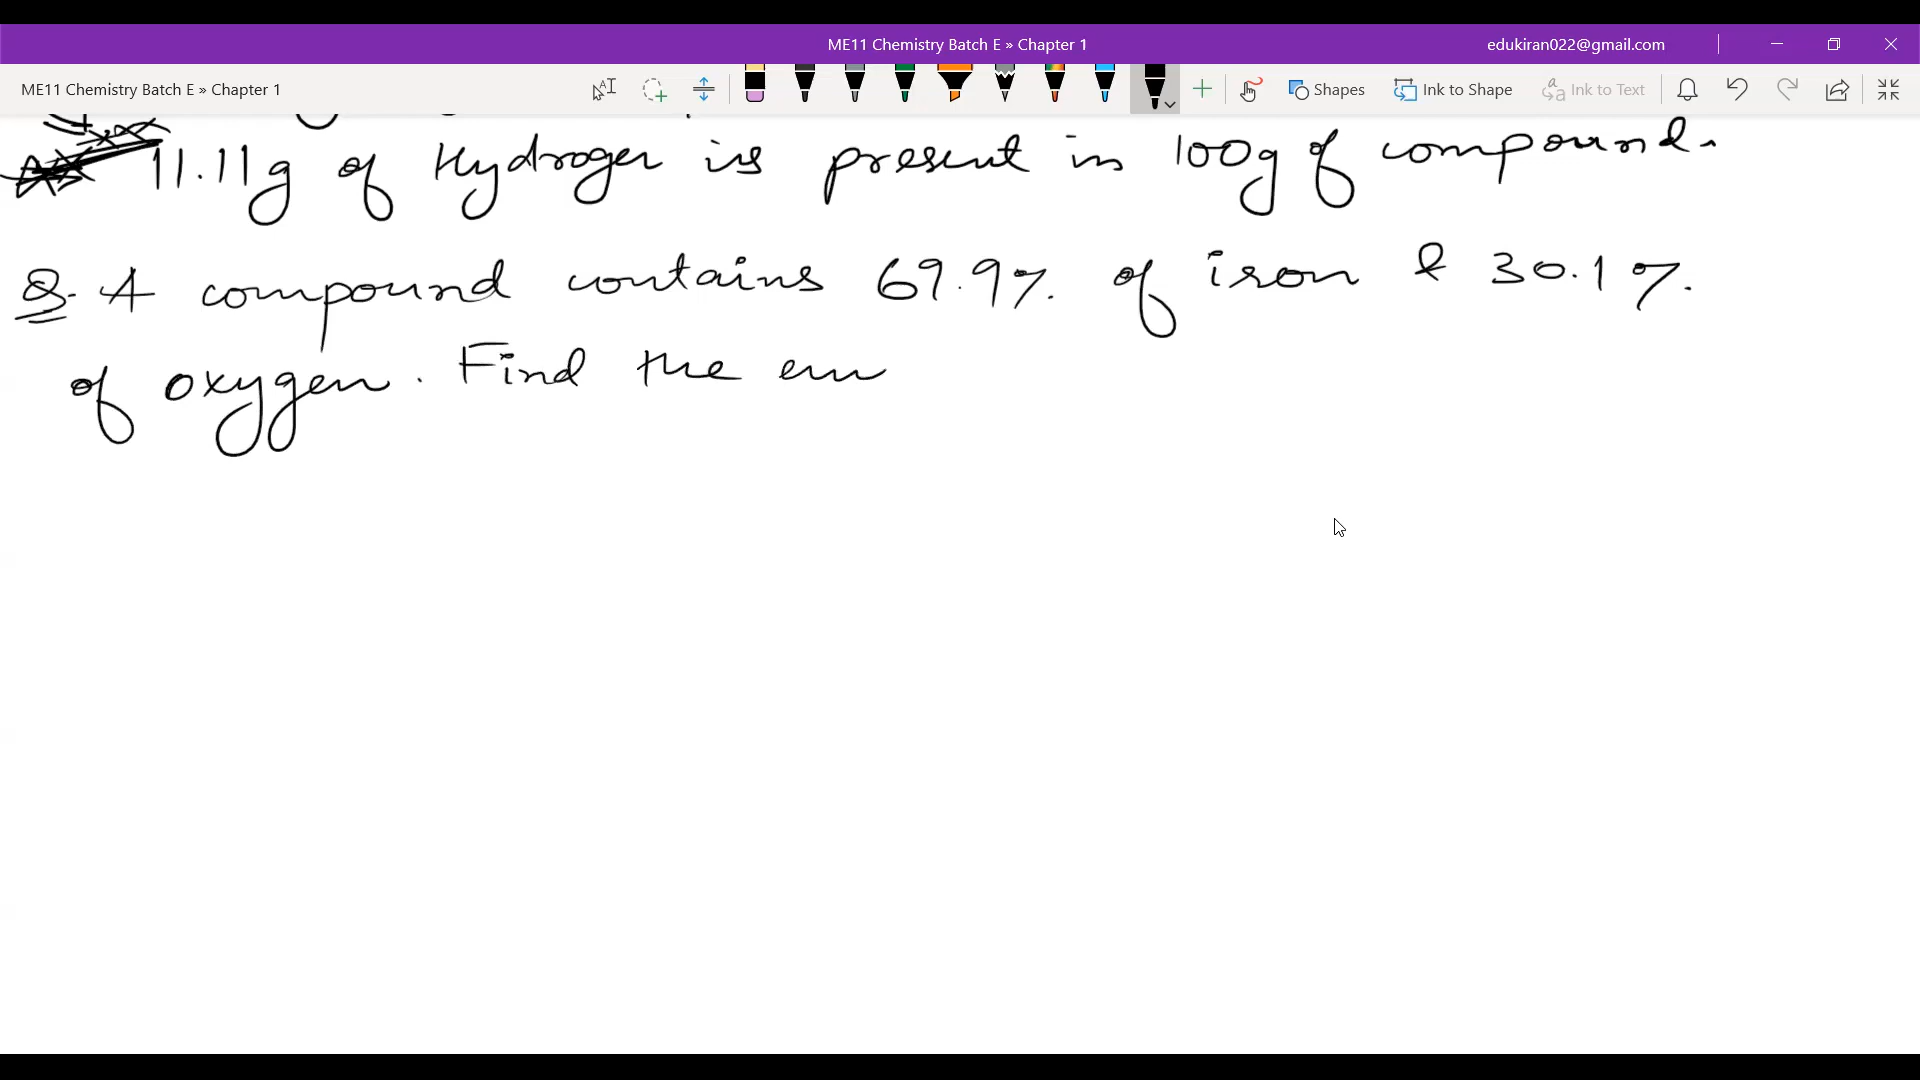 ME11 Chemistry Batch E » Chapter 1
edukiran022@gmail.com
ME11 Chemistry Batch E » Chapter 1
Shapes
Ink to Shape
Ink to Text
11.11g of Hydrogen is present in 100g of compound.
Q. A compound contains 69.9% of iron & 30.1%
of oxygen. Find the em